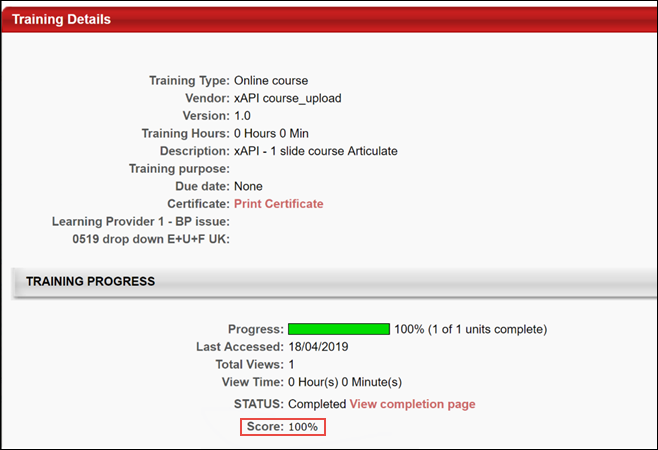 Training Details
Training Type: Online course
Vendor: xAPI course_upload
Version: 1.0
Training Hours: 0 Hours 0 Min
Description: xAPI - 1 slide course Articulate
Training purpose:
Due date: None
Certificate: Print Certificate
Learning Provider 1 - BP issue:
0519 drop down E+U+F UK:
TRAINING PROGRESS
Progress: 100% (1 of 1 units complete)
Last Accessed: 18/04/2019
Total Views: 1
View Time: 0 Hour(s) 0 Minute(s)
STATUS: Completed View completion page
Score: 100%